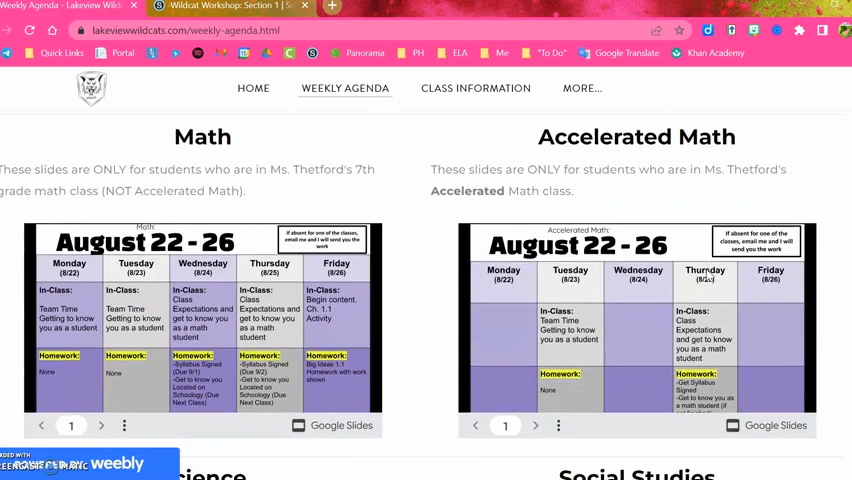 Weekly Agenda - Lakeview Wildcats
Wildcat Workshop: Section 1 | Sc
lakeviewwildcats.com/weekly-agenda.html
Quick Links
Portal
Panorama
PH
ELA
Me
"To Do"
Google Translate
Khan Academy
HOME
WEEKLY AGENDA
CLASS INFORMATION
MORE...
Math
These slides are ONLY for students who are in Ms. Thetford's 7th
grade math class (NOT Accelerated Math).
Math:
August 22 - 26
if absent for one of the
classes, email me and I
will send you the
work
Monday
(8/22)
Tuesday
(8/23)
Wednesday
(8/24)
Thursday
(8/25)
Friday
(8/26)
In-Class:
Team Time
Getting to know
you as a student
In-Class:
Team Time
Getting to know
you as a student
In-Class:
Class
Expectations and
get to know you
as a math
student
In-Class:
Class
Expectations and
get to know you
as a math
student
In-Class:
Begin content.
Ch. 1.1
Activity
Homework:
None
Homework:
None
Homework:
-Syllabus Signed
(Due 9/1)
-Get to know you
Located on
Schoology (Due
Next Class)
Homework:
-Syllabus Signed
(Due 9/2)
-Get to know you
Located on
Schoology (Due
Next Class)
Homework:
Big Ideas 1.1
Homework with work
shown
1
Google Slides
Accelerated Math
These slides are ONLY for students who are in Ms. Thetford's
Accelerated Math class.
Accelerated Math:
August 22 - 26
If absent for one of the
classes, email me and I
will send you the
work
Monday
(8/22)
Tuesday
(8/23)
Wednesday
(8/24)
Thursday
Friday
(8/26)
In-Class:
Team Time
Getting to know
you as a student
In-Class:
Class
Expectations
and get to know
you as a math
student
Homework:
None
Homework:
-Get Syllabus
Signed
-Get to know you as
a math student (if
not finished)
1
Google Slides
Social Studies
weebly